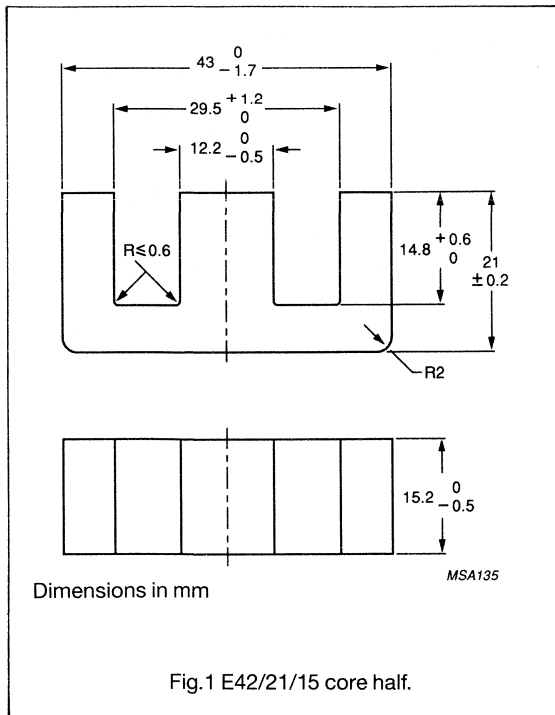 43 0 − 1.7
29.5 + 1.2 0
12.2 0 − 0.5
R ≤ 0.6
14.8 + 0.6 0
21 ± 0.2
R2
15.2 0 − 0.5
MSA135
Dimensions in mm
Fig.1 E42/21/15 core half.